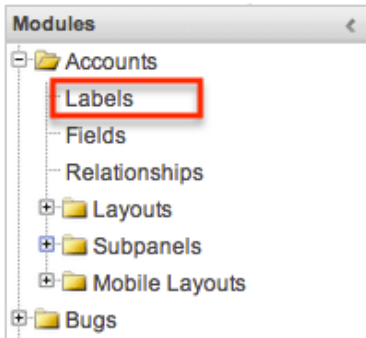 Modules
Accounts
Labels
Fields
Relationships
Layouts
Subpanels
Mobile Layouts
Bugs